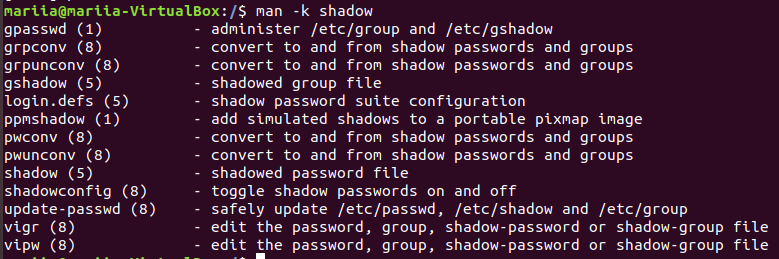 mariia@mariia-VirtualBox:/$ man -k shadow
gpasswd (1)          - administer /etc/group and /etc/gshadow
grpconv (8)          - convert to and from shadow passwords and groups
grpunconv (8)        - convert to and from shadow passwords and groups
gshadow (5)          - shadowed group file
login.defs (5)       - shadow password suite configuration
ppmshadow (1)        - add simulated shadows to a portable pixmap image
pwconv (8)           - convert to and from shadow passwords and groups
pwunconv (8)         - convert to and from shadow passwords and groups
shadow (5)           - shadowed password file
shadowconfig (8)     - toggle shadow passwords on and off
update-passwd (8)    - safely update /etc/passwd, /etc/shadow and /etc/group
vigr (8)             - edit the password, group, shadow-password or shadow-group file
vipw (8)             - edit the password, group, shadow-password or shadow-group file
mariia@mariia-VirtualBox:/$